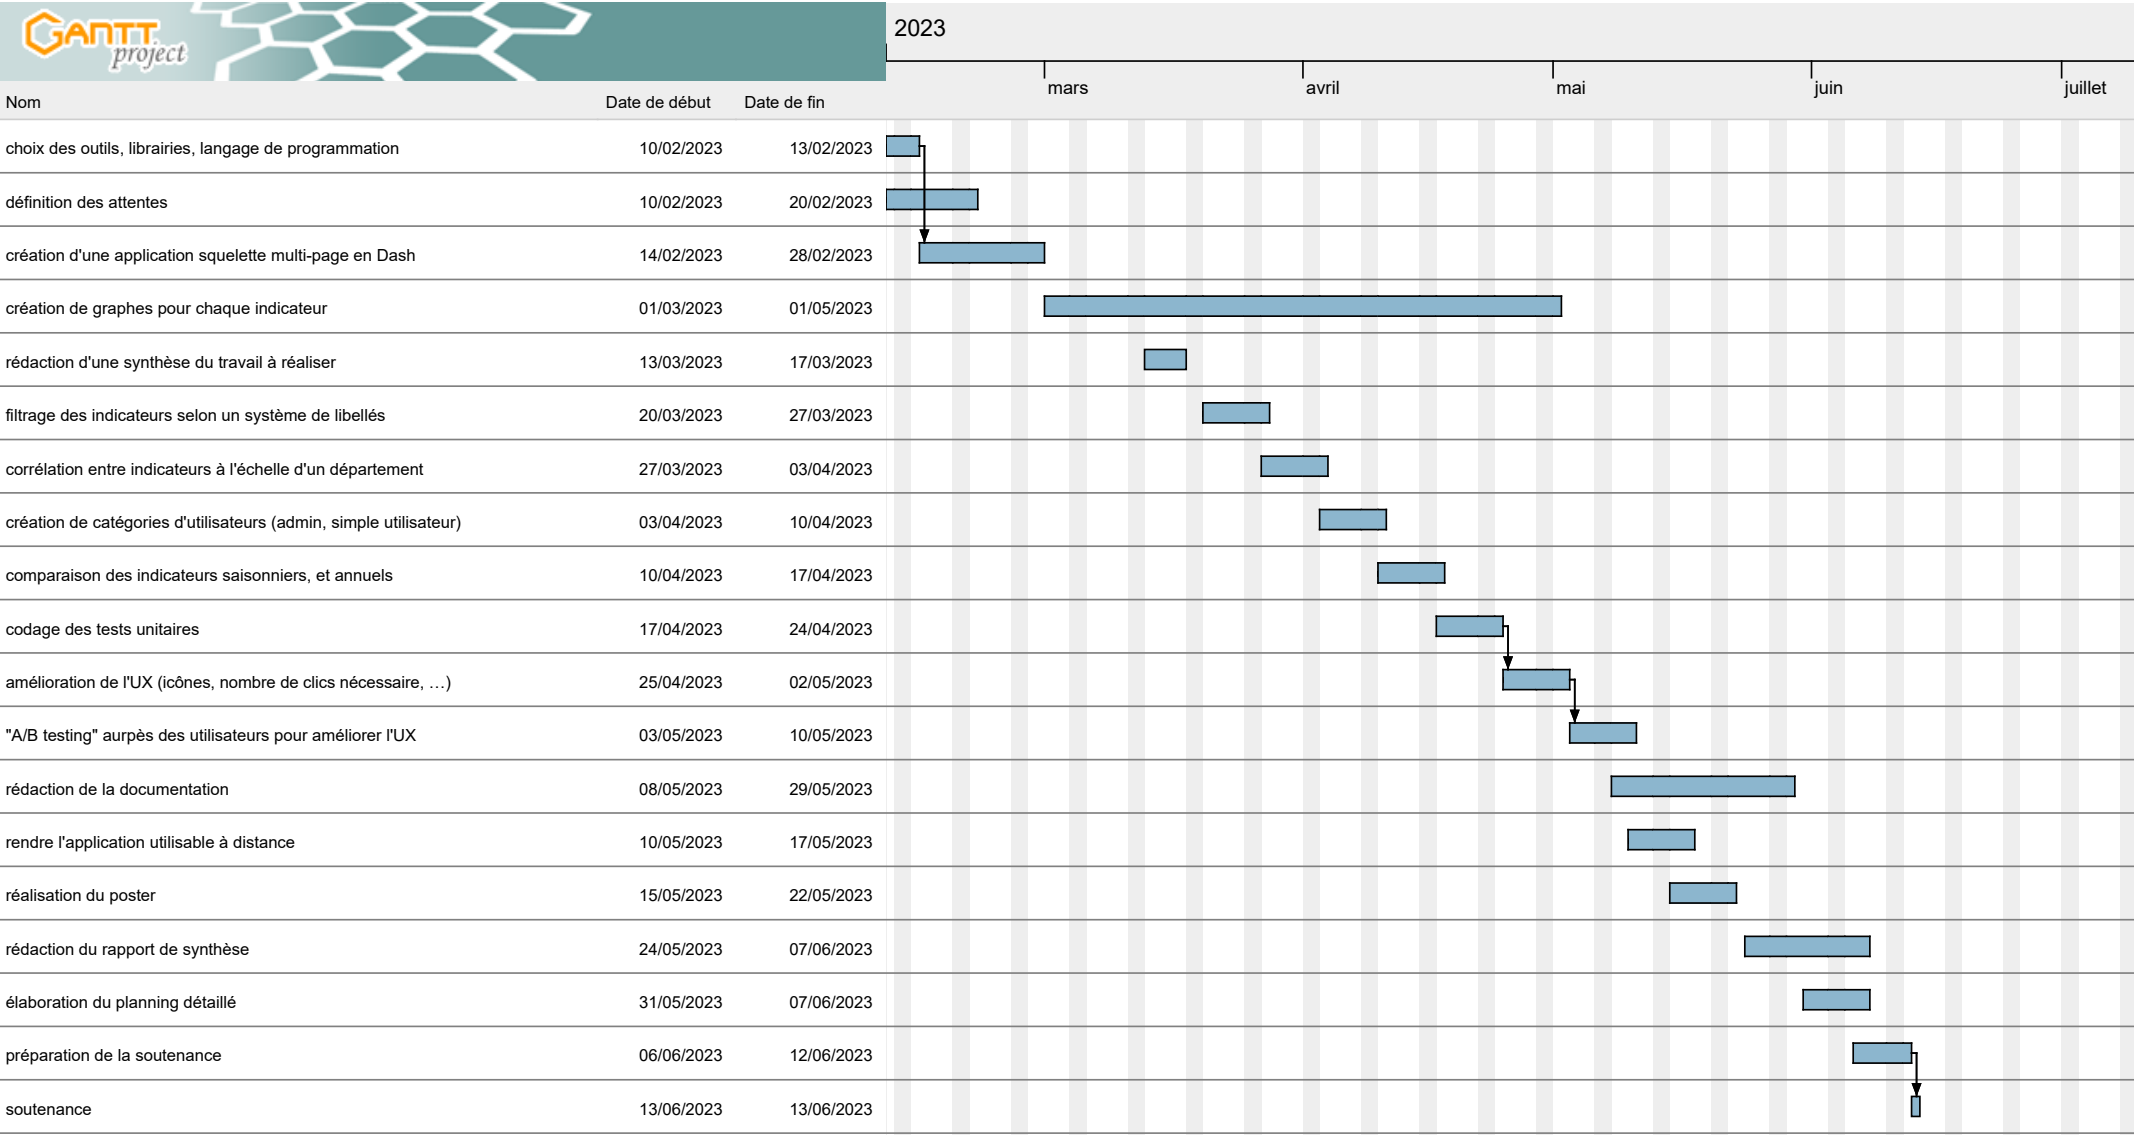 GANTT
project
2023
mars avril mai juin juillet
Nom Date de début Date de fin
choix des outils, librairies, langage de programmation 10/02/2023 13/02/2023
définition des attentes 10/02/2023 20/02/2023
création d'une application squelette multi-page en Dash 14/02/2023 28/02/2023
création de graphes pour chaque indicateur 01/03/2023 01/05/2023
rédaction d'une synthèse du travail à réaliser 13/03/2023 17/03/2023
filtrage des indicateurs selon un système de libellés 20/03/2023 27/03/2023
corrélation entre indicateurs à l'échelle d'un département 27/03/2023 03/04/2023
création de catégories d'utilisateurs (admin, simple utilisateur) 03/04/2023 10/04/2023
comparaison des indicateurs saisonniers, et annuels 10/04/2023 17/04/2023
codage des tests unitaires 17/04/2023 24/04/2023
amélioration de l'UX (icônes, nombre de clics nécessaire, …) 25/04/2023 02/05/2023
"A/B testing" aurpès des utilisateurs pour améliorer l'UX 03/05/2023 10/05/2023
rédaction de la documentation 08/05/2023 29/05/2023
rendre l'application utilisable à distance 10/05/2023 17/05/2023
réalisation du poster 15/05/2023 22/05/2023
rédaction du rapport de synthèse 24/05/2023 07/06/2023
élaboration du planning détaillé 31/05/2023 07/06/2023
préparation de la soutenance 06/06/2023 12/06/2023
soutenance 13/06/2023 13/06/2023